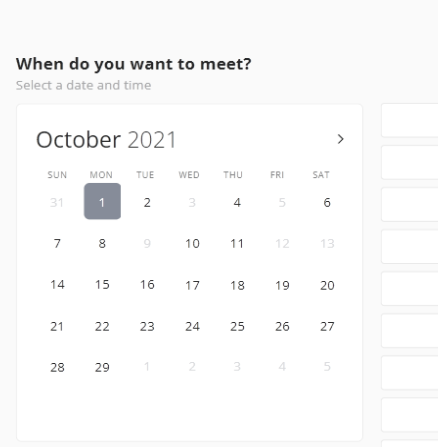 When do you want to meet?
Select a date and time
October 2021
SUN MON TUE WED THU FRI SAT
31 1 2 3 4 5 6
7 8 9 10 11 12 13
14 15 16 17 18 19 20
21 22 23 24 25 26 27
28 29 1 2 3 4 5